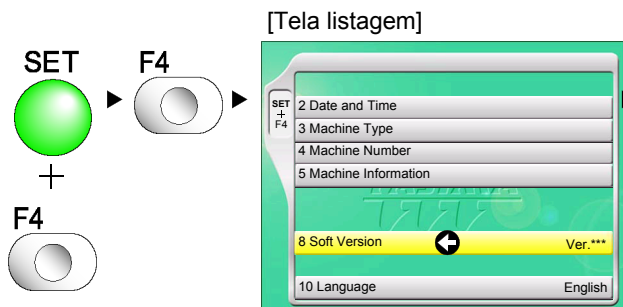 [Tela listagem]
SET F4
SET
+
F4
2 Date and Time
3 Machine Type
4 Machine Number
5 Machine Information
8 Soft Version Ver.***
10 Language English
+
F4